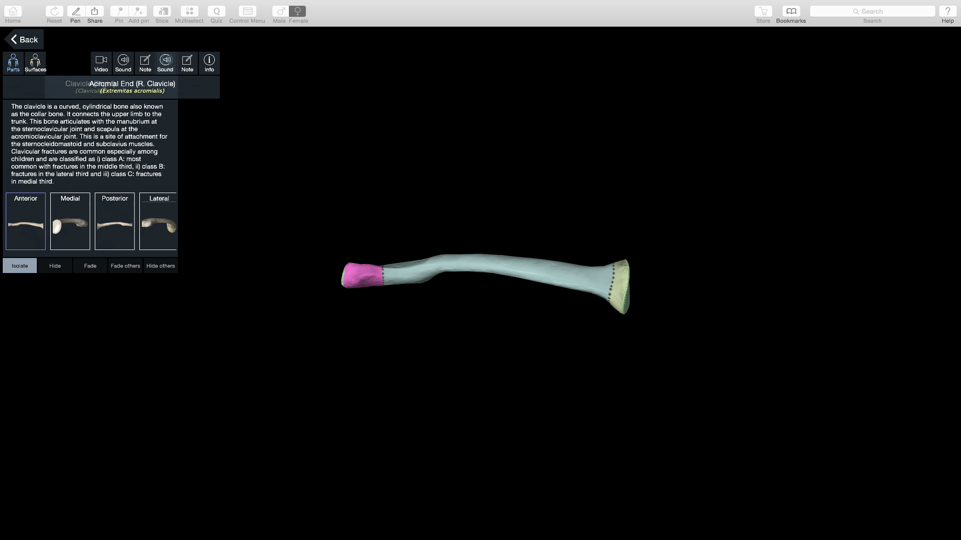 Home Reset Pen Share Pin Add pin Slice Multiselect Quiz Control Menu Male Female Store Bookmarks Search Search Help
Back
Parts Surfaces Video Sound Note Sound Note Info
Acromial End (R. Clavicle)
(Extremitas acromialis)
The clavicle is a curved, cylindrical bone also known
as the collar bone. It connects the upper limb to the
trunk. This bone articulates with the manubrium at
the sternoclavicular joint and scapula at the
acromioclavicular joint. This is a site of attachment for
the sternocleidomastoid and subclavius muscles.
Clavicular fractures are common especially among
children and are classified as i) class A: most
common with fractures in the middle third, ii) class B:
fractures in the lateral third and iii) class C: fractures
in medial third.
Anterior Medial Posterior Lateral
Isolate Hide Fade Fade others Hide others